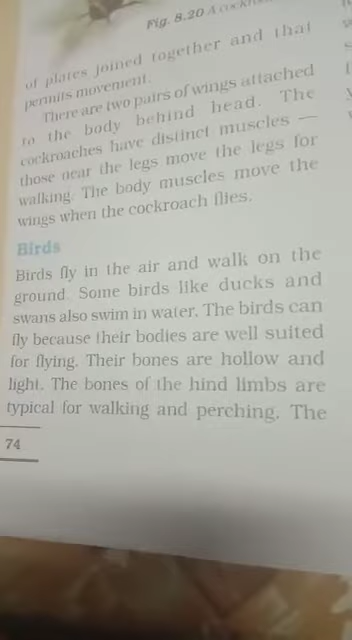 Fig. 8.20 A
of plates joined together and that
permits movement.
There are two pairs of wings attached
to the body behind head. The
cockroaches have distinct muscles —
those near the legs move the legs for
walking. The body muscles move the
wings when the cockroach flies.
Birds
Birds fly in the air and walk on the
ground. Some birds like ducks and
swans also swim in water. The birds can
fly because their bodies are well suited
for flying. Their bones are hollow and
light. The bones of the hind limbs are
typical for walking and perching. The
74